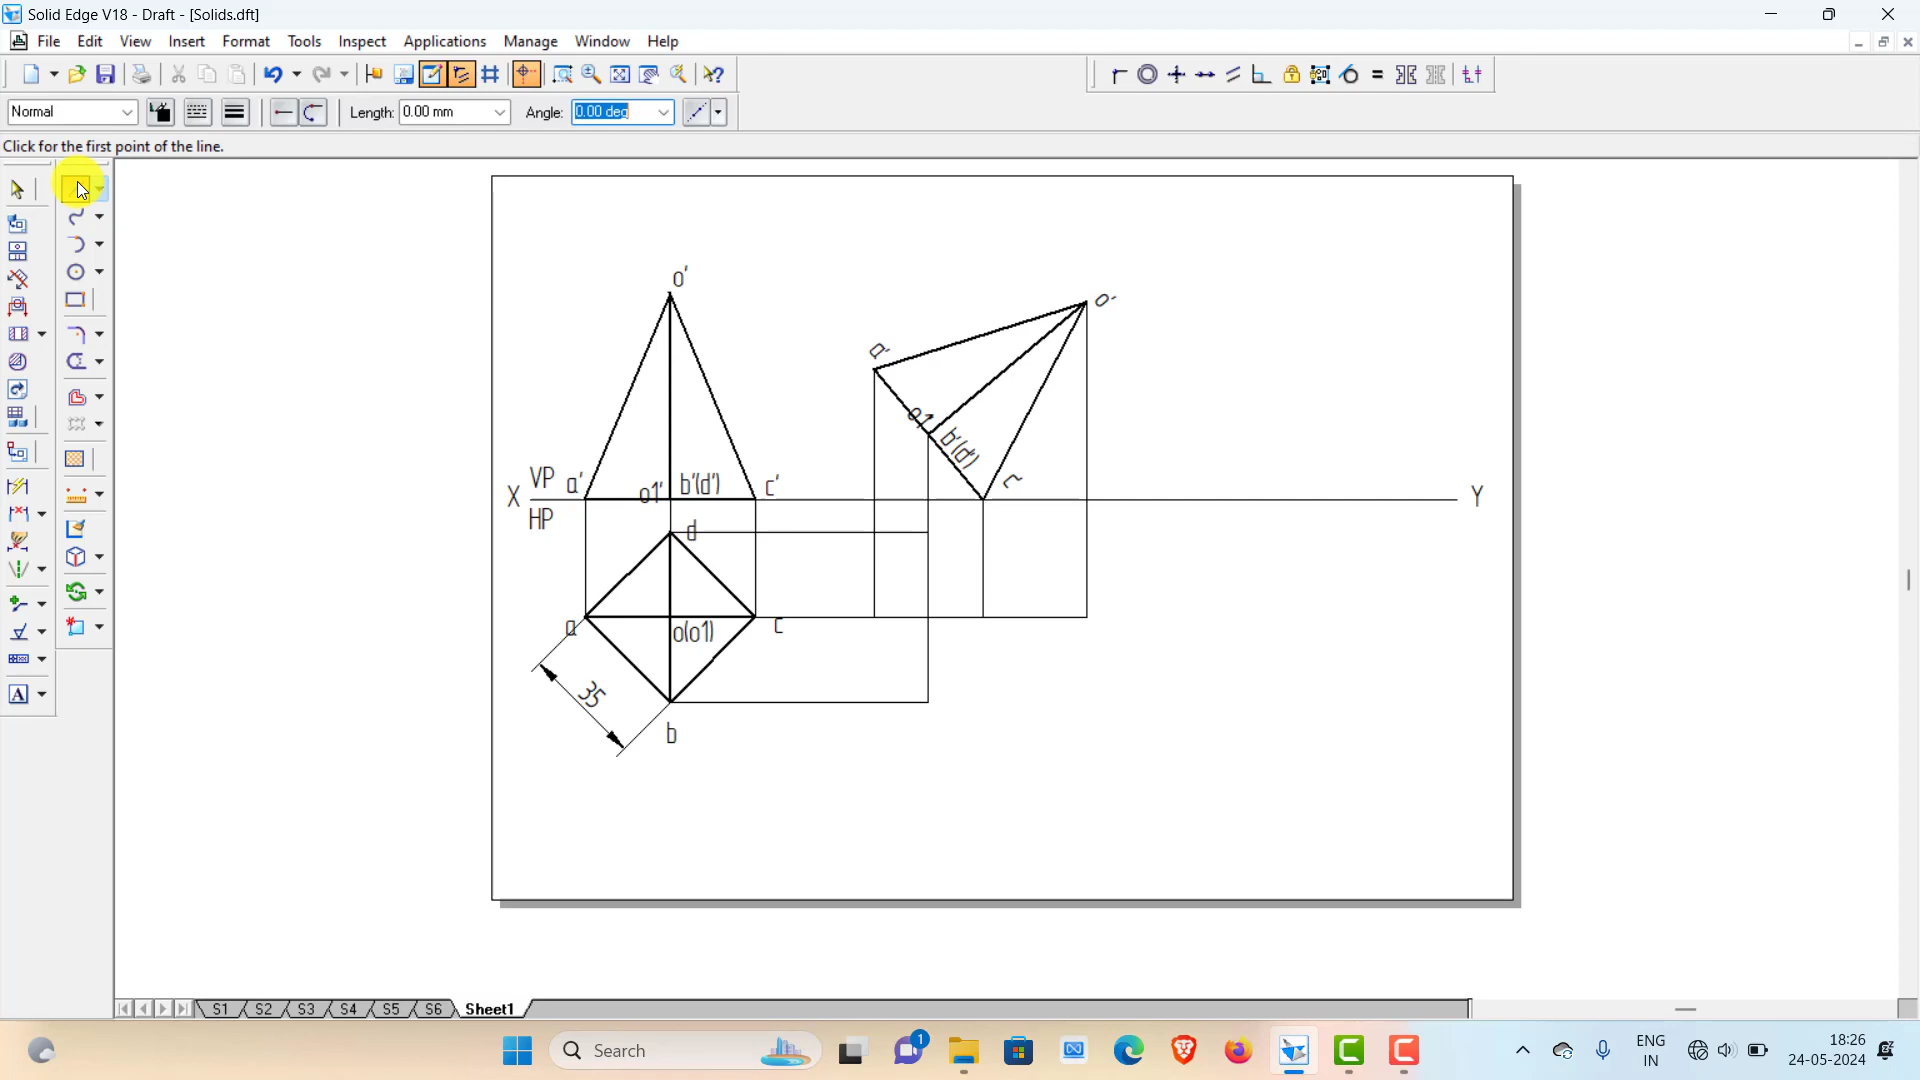 Solid Edge V18 - Draft - [Solids.dft]
File Edit View Insert Format Tools Inspect Applications Manage Window Help
Normal Length: 0.00 mm Angle: 0.00 deg
Click for the first point of the line.
o'
o'
a'
o1'
b'(d')
c'
VP a' o1' b'(d') c'
X Y
HP
d
a o(o1) c
35
b
A
S1 S2 S3 S4 S5 S6 Sheet1
Search
1
ENG
IN
18:26
24-05-2024